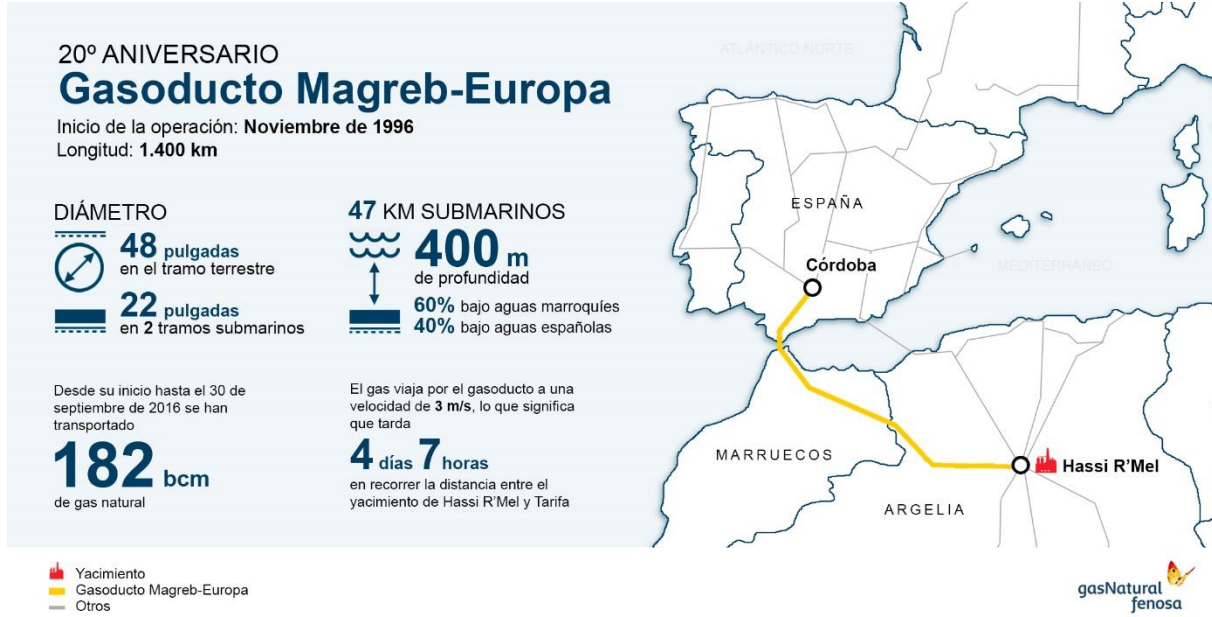 20º ANIVERSARIO
Gasoducto Magreb-Europa
Inicio de la operación: Noviembre de 1996
Longitud: 1.400 km
DIÁMETRO
48 pulgadas
en el tramo terrestre
22 pulgadas
en 2 tramos submarinos
47 KM SUBMARINOS
400 m
de profundidad
60% bajo aguas marroquíes
40% bajo aguas españolas
Desde su inicio hasta el 30 de
septiembre de 2016 se han
transportado
182 bcm
de gas natural
El gas viaja por el gasoducto a una
velocidad de 3 m/s, lo que significa
que tarda
4 días 7 horas
en recorrer la distancia entre el
yacimiento de Hassi R'Mel y Tarifa
ATLÁNTICO NORTE
ESPAÑA
Córdoba
MEDITERRÁNEO
MARRUECOS
Hassi R'Mel
ARGELIA
Yacimiento
Gasoducto Magreb-Europa
Otros
gasNatural
fenosa